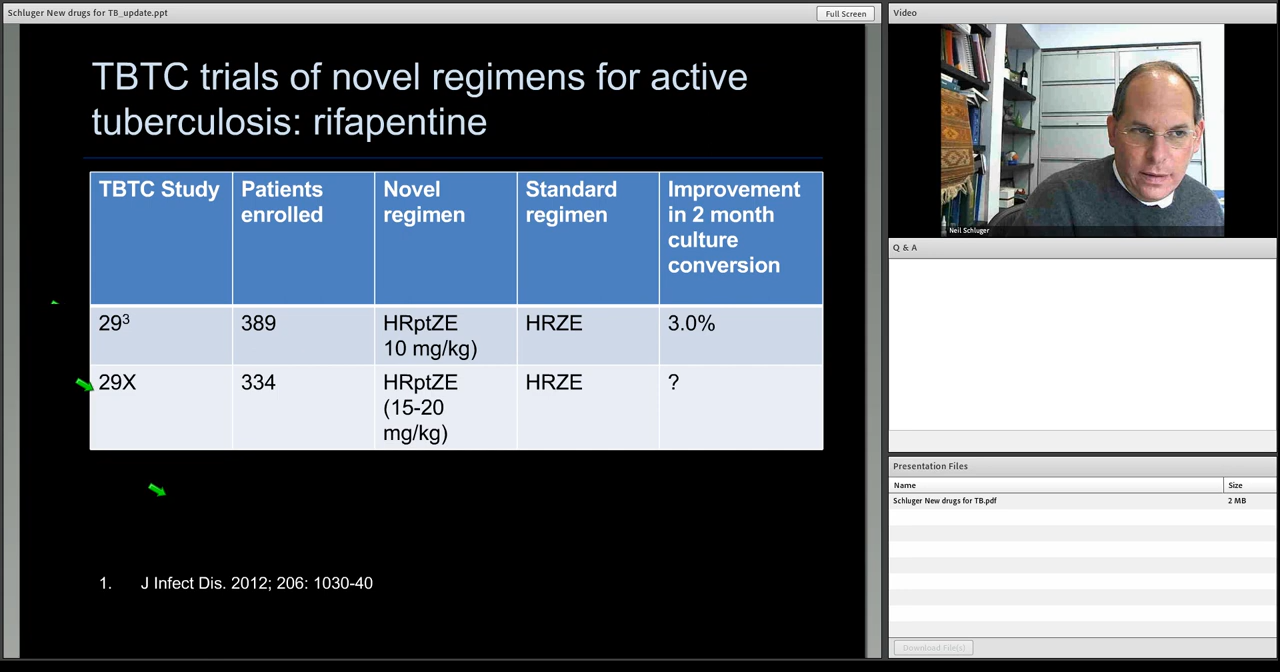 Schluger New drugs for TB_update.ppt
Full Screen
TBTC trials of novel regimens for active
tuberculosis: rifapentine
TBTC Study
Patients
enrolled
Novel
regimen
Standard
regimen
Improvement
in 2 month
culture
conversion
29³
389
HRptZE
10 mg/kg)
HRZE
3.0%
29X
334
HRptZE
(15-20
mg/kg)
HRZE
?
1. J Infect Dis. 2012; 206: 1030-40
Video
Neil Schluger
Q & A
Presentation Files
Name
Size
Schluger New drugs for TB.pdf
2 MB
Download File(s)